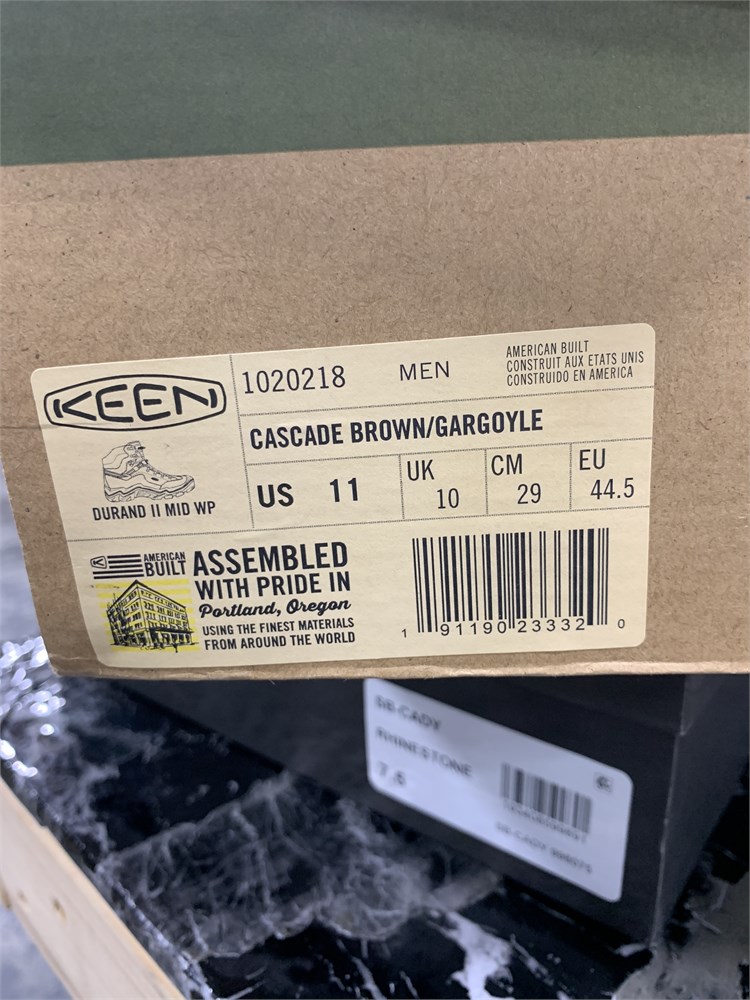 KEEN
1020218 MEN
AMERICAN BUILT
CONSTRUIT AUX ETATS UNIS
CONSTRUIDO EN AMERICA
CASCADE BROWN/GARGOYLE
DURAND II MID WP
US 11
UK 10
CM 29
EU 44.5
AMERICAN BUILT
ASSEMBLED
WITH PRIDE IN
Portland, Oregon
USING THE FINEST MATERIALS
FROM AROUND THE WORLD
1 91190 23332 0
SB-CADY
RHINESTONE
7.5